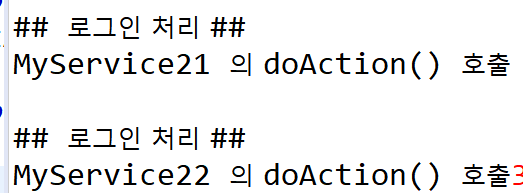 ## 로그인 처리 ##
MyService21 의 doAction() 호출
## 로그인 처리 ##
MyService22 의 doAction() 호출3